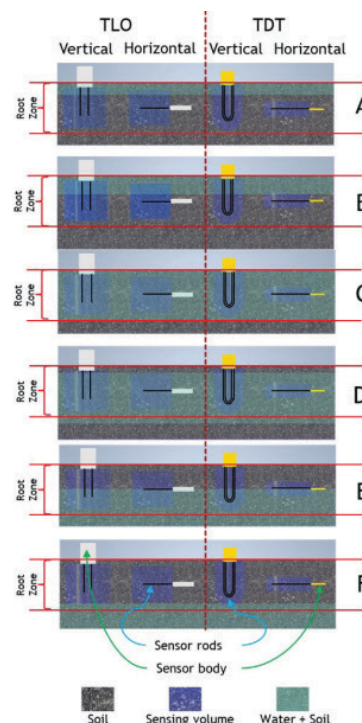 TLO TDT
Vertical Horizontal Vertical Horizontal
Root Zone
Root Zone
Root Zone
Root Zone
Root Zone
Root Zone
Sensor rods
Sensor body
Soil Sensing volume Water + Soil